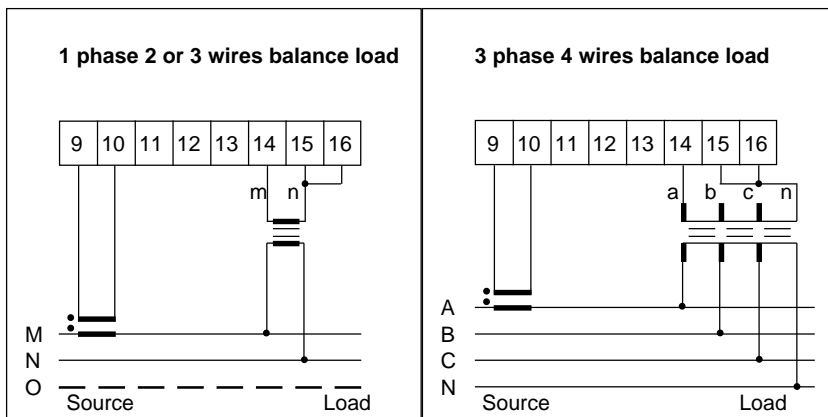 1 phase 2 or 3 wires balance load
9 10 11 12 13 14 15 16
m n
M
N
O
Source Load
3 phase 4 wires balance load
9 10 11 12 13 14 15 16
a b c n
A
B
C
N
Source Load